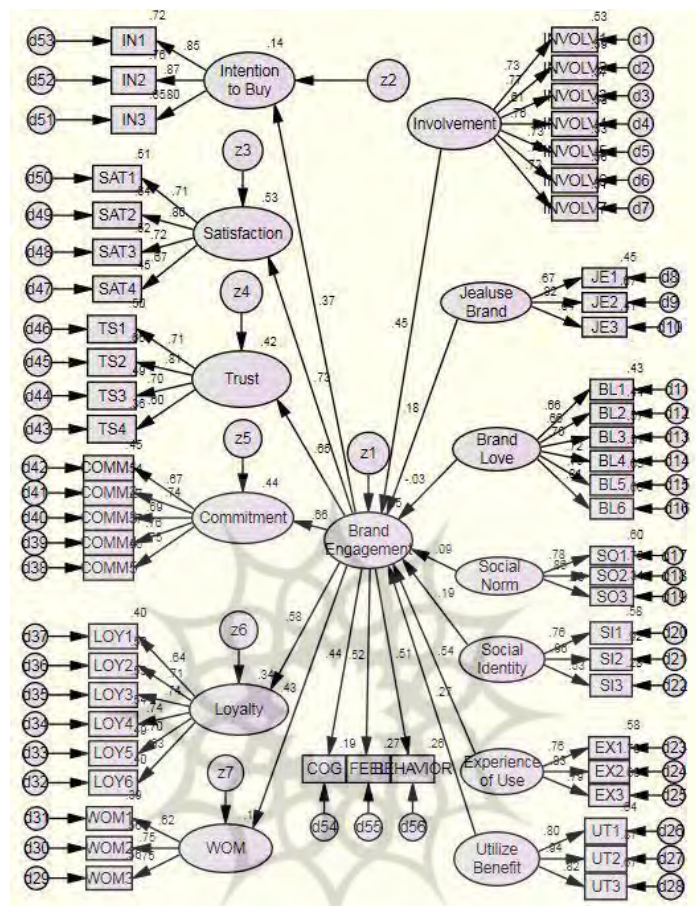 d53
IN1
.72
.85
d52
IN2
.87
d51
IN3
Intention
to Buy
.14
z2
z3
d50
SAT1
.51
.71
d49
SAT2
.86
d48
SAT3
.72
d47
SAT4
.67
Satisfaction
.53
z4
d46
TS1
.71
d45
TS2
.81
d44
TS3
.70
d43
TS4
Trust
.42
z5
d42
.67
d41
.74
d40
d39
d38
Commitment
.44
z6
d37
LOY1
.40
.64
d36
LOY2
.71
d35
LOY3
d34
LOY4
.74
d33
LOY5
d32
LOY6
Loyalty
z7
d31
WOM1
.62
d30
WOM2
.75
d29
WOM3
WOM
z1
Brand
Engagement
.37
.73
.66
.58
.34
.43
.44
.52
.51
.45
.18
-.03
.09
.19
.54
COG
.19
.27
BEHAVIOR
.26
d54
d55
d56
Involvement
.53
.73
d1
d2
d3
d4
d5
d6
d7
Jealuse
Brand
.67
.45
JE1
d8
JE2
d9
JE3
d10
Brand
Love
.43
.66
BL1
d11
BL2
d12
BL3
d13
BL4
d14
BL5
d15
BL6
d16
Social
Norm
.60
.78
SO1
d17
SO2
d18
SO3
d19
Social
Identity
.58
.76
SI1
d20
SI2
d21
SI3
d22
Experience
of Use
.58
.76
EX1
d23
.83
EX2
d24
EX3
d25
Utilize
Benefit
.80
UT1
d26
UT2
d27
.82
UT3
d28